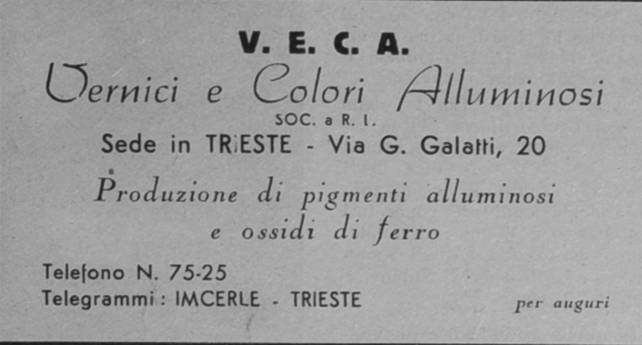 V. E. C. A.
Vernici e Colori Alluminosi
SOC. a R. I.
Sede in TRIESTE - Via G. Galatti, 20
Produzione di pigmenti alluminosi
e ossidi di ferro
Telefono N. 75-25
Telegrammi: IMCERLE - TRIESTE
per auguri